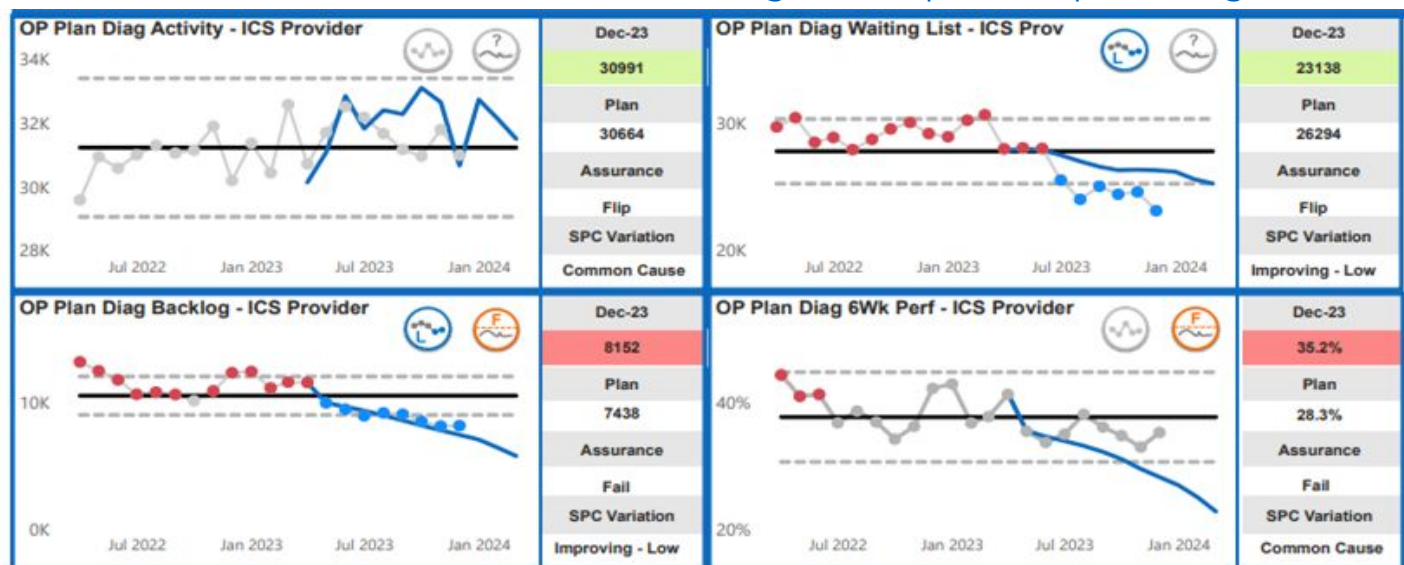 OP Plan Diag Activity - ICS Provider
?
34K
32K
30K
28K
Jul 2022 Jan 2023 Jul 2023 Jan 2024
Dec-23
30991
Plan
30664
Assurance
Flip
SPC Variation
Common Cause
OP Plan Diag Waiting List - ICS Prov
L
?
30K
20K
Jul 2022 Jan 2023 Jul 2023 Jan 2024
Dec-23
23138
Plan
26294
Assurance
Flip
SPC Variation
Improving - Low
OP Plan Diag Backlog - ICS Provider
L
F
10K
0K
Jul 2022 Jan 2023 Jul 2023 Jan 2024
Dec-23
8152
Plan
7438
Assurance
Fail
SPC Variation
Improving - Low
OP Plan Diag 6Wk Perf - ICS Provider
F
40%
20%
Jul 2022 Jan 2023 Jul 2023 Jan 2024
Dec-23
35.2%
Plan
28.3%
Assurance
Fail
SPC Variation
Common Cause